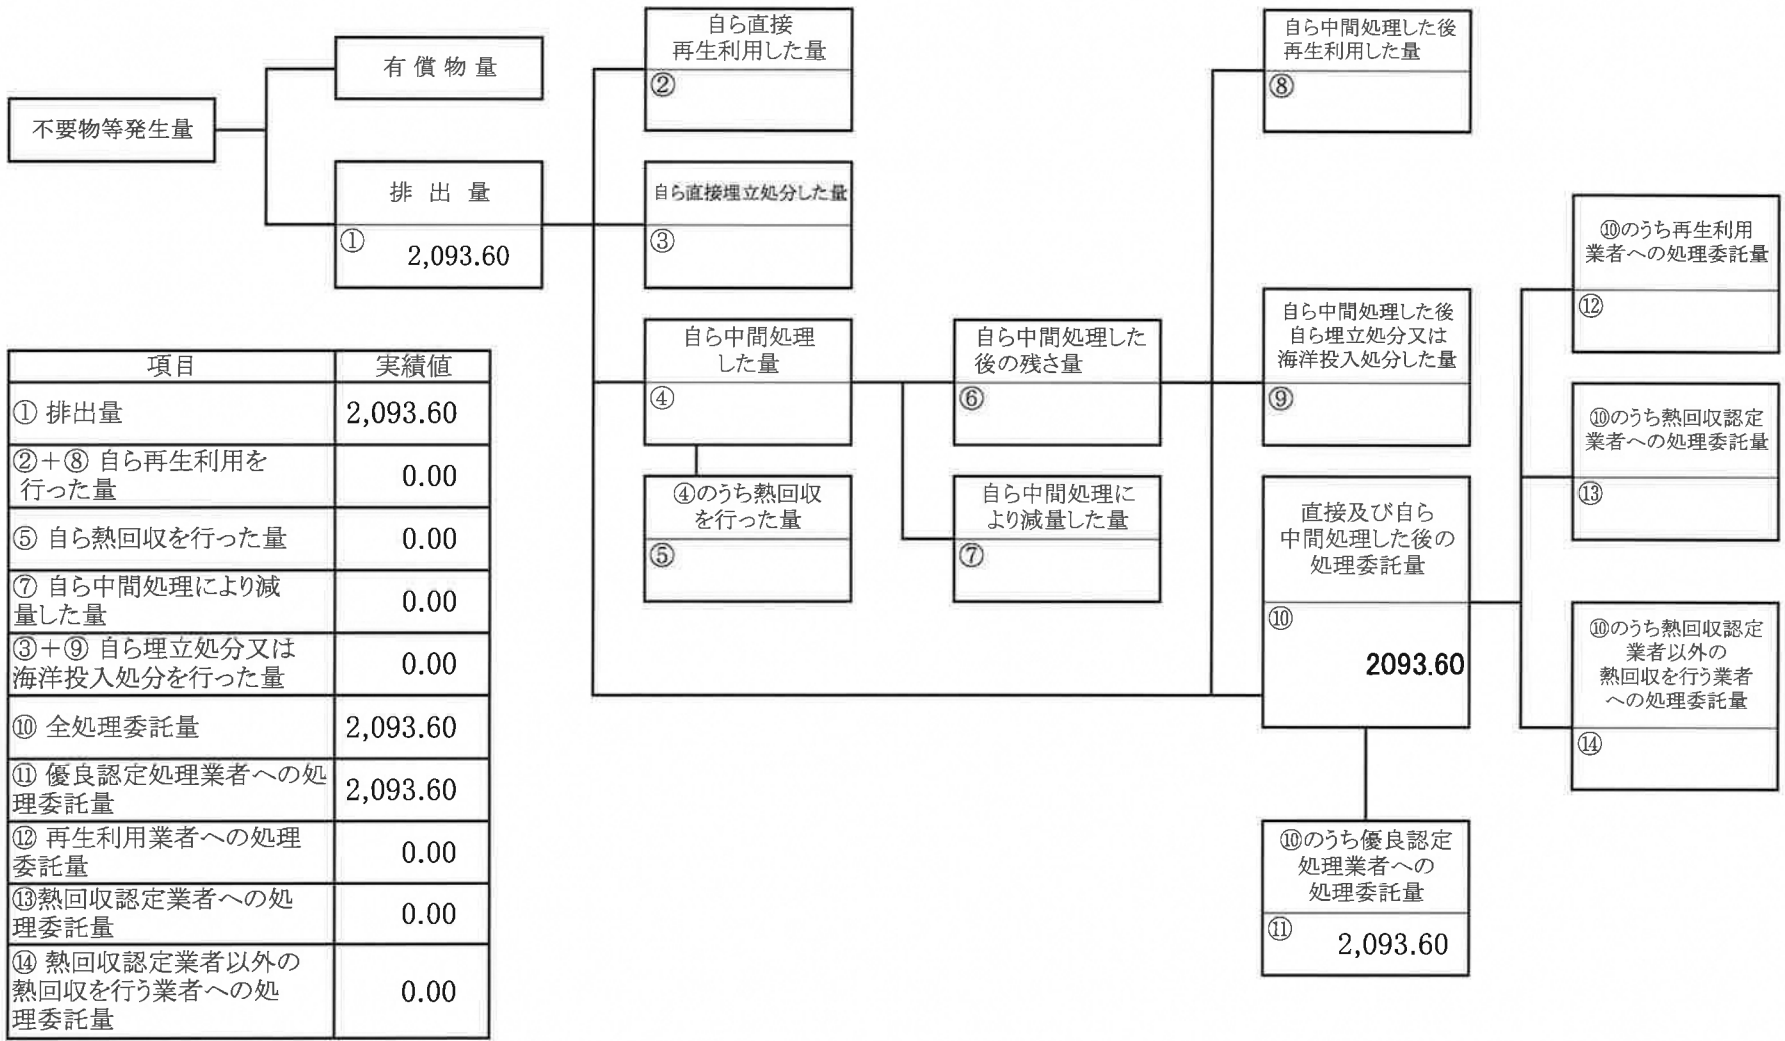 不要物等発生量
有償物量
排出量
①
2,093.60
自ら直接
再生利用した量
②
自ら直接埋立処分した量
③
自ら中間処理
した量
④
④のうち熱回収
を行った量
⑤
自ら中間処理した
後の残さ量
⑥
自ら中間処理に
より減量した量
⑦
自ら中間処理した後
再生利用した量
⑧
自ら中間処理した後
自ら埋立処分又は
海洋投入処分した量
⑨
直接及び自ら
中間処理した後の
処理委託量
⑩
2093.60
⑩のうち優良認定
処理業者への
処理委託量
⑪
2,093.60
⑩のうち再生利用
業者への処理委託量
⑫
⑩のうち熱回収認定
業者への処理委託量
⑬
⑩のうち熱回収認定
業者以外の
熱回収を行う業者
への処理委託量
⑭
項目 実績値
① 排出量 2,093.60
②+⑧ 自ら再生利用を
行った量 0.00
⑤ 自ら熱回収を行った量 0.00
⑦ 自ら中間処理により減
量した量 0.00
③+⑨ 自ら埋立処分又は
海洋投入処分を行った量 0.00
⑩ 全処理委託量 2,093.60
⑪ 優良認定処理業者への処
理委託量 2,093.60
⑫ 再生利用業者への処理
委託量 0.00
⑬熱回収認定業者への処
理委託量 0.00
⑭ 熱回収認定業者以外の
熱回収を行う業者への処
理委託量 0.00